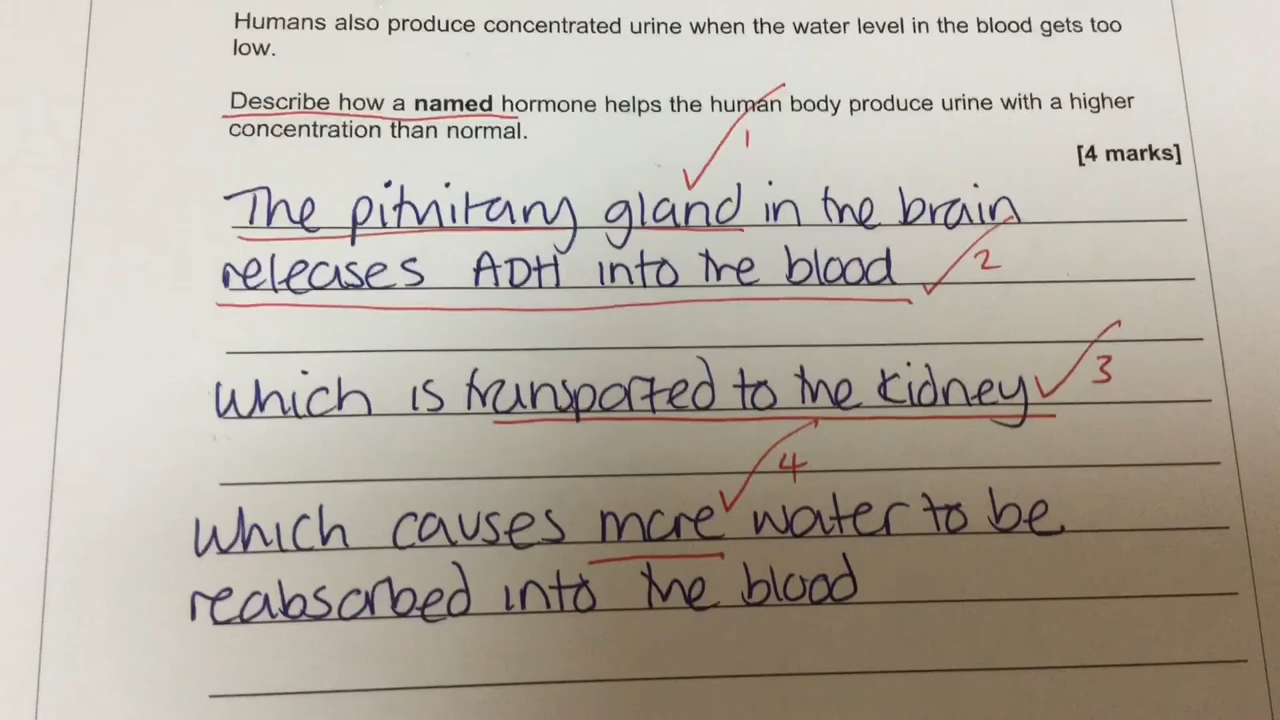 Humans also produce concentrated urine when the water level in the blood gets too
low.
Describe how a named hormone helps the human body produce urine with a higher
concentration than normal.
[4 marks]
1
The pituitary gland in the brain
releases ADH into the blood
2
which is transported to the kidney
3
4
which causes more water to be
reabsorbed into the blood